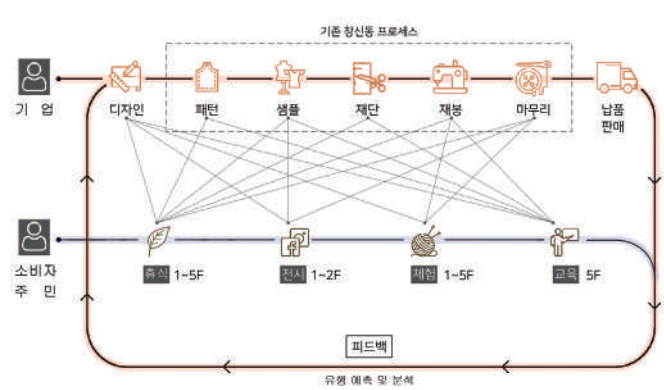 기존 창신동 프로세스
기 업
디자인
패턴
샘플
재단
재봉
마무리
납품
판매
소비자
주 민
휴식 1~5F
전시 1~2F
체험 1~5F
교육 5F
피드백
유행 예측 및 분석